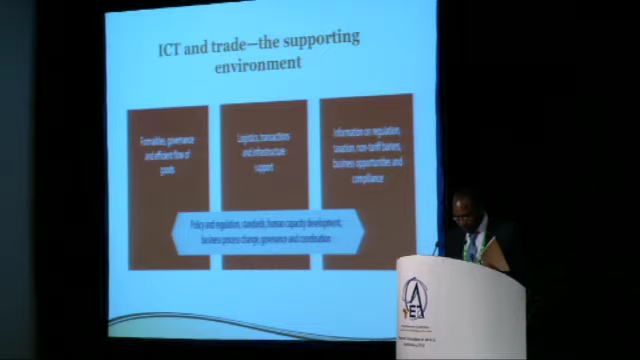 ICT and trade—the supporting
environment
Formalities, governance
and efficient flow of
goods
Logistics, transactions
and infrastructure
support
Information on regulation,
taxation, non-tariff barriers,
business opportunities and
compliance
Policy and regulation, standards, human capacity development,
business process change, governance and coordination